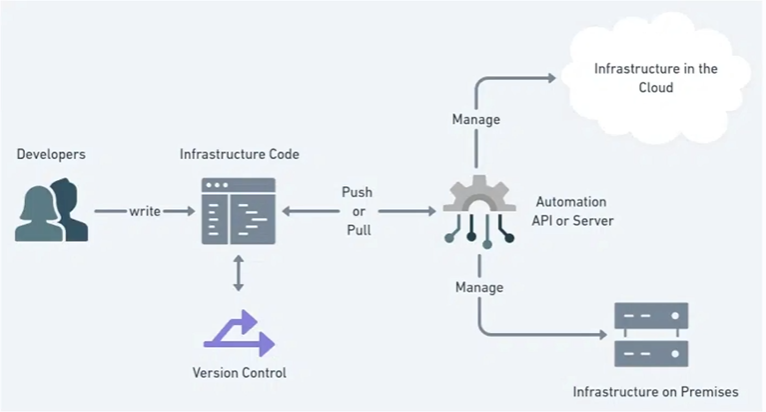 Infrastructure in the
Cloud
Manage
Developers
Infrastructure Code
write
Push
or
Pull
Automation
API or Server
Manage
Version Control
Infrastructure on Premises